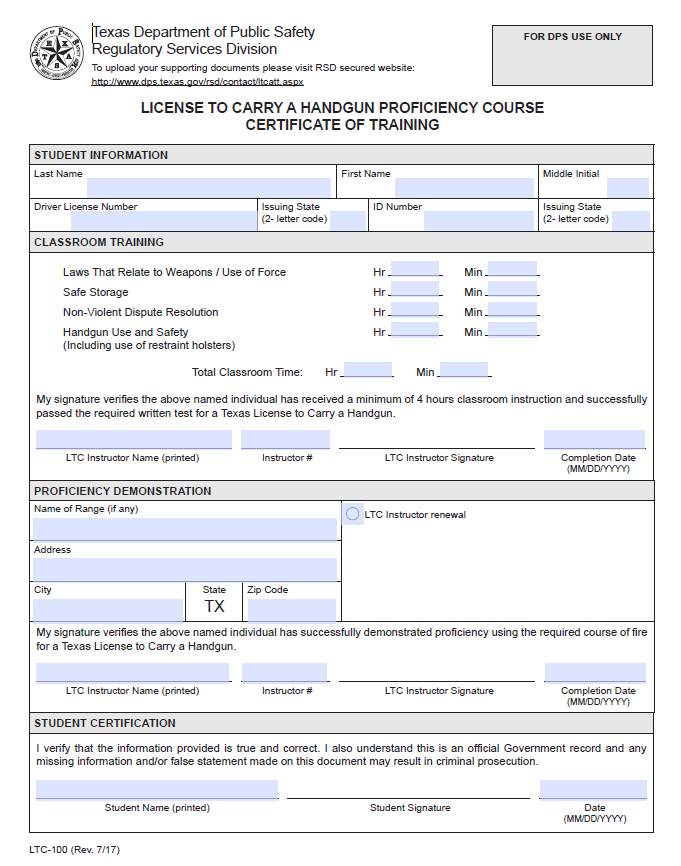 Texas Department of Public Safety
Regulatory Services Division
To upload your supporting documents please visit RSD secured website:
http://www.dps.texas.gov/rsd/contact/ltcatt.aspx
FOR DPS USE ONLY
LICENSE TO CARRY A HANDGUN PROFICIENCY COURSE
CERTIFICATE OF TRAINING
STUDENT INFORMATION
Last Name First Name Middle Initial
Driver License Number Issuing State ID Number Issuing State
(2- letter code) (2- letter code)
CLASSROOM TRAINING
Laws That Relate to Weapons / Use of Force Hr Min
Safe Storage Hr Min
Non-Violent Dispute Resolution Hr Min
Handgun Use and Safety Hr Min
(Including use of restraint holsters)
Total Classroom Time: Hr Min
My signature verifies the above named individual has received a minimum of 4 hours classroom instruction and successfully
passed the required written test for a Texas License to Carry a Handgun.
LTC Instructor Name (printed) Instructor # LTC Instructor Signature Completion Date
(MM/DD/YYYY)
PROFICIENCY DEMONSTRATION
Name of Range (if any)
LTC Instructor renewal
Address
City State Zip Code
TX
My signature verifies the above named individual has successfully demonstrated proficiency using the required course of fire
for a Texas License to Carry a Handgun.
LTC Instructor Name (printed) Instructor # LTC Instructor Signature Completion Date
(MM/DD/YYYY)
STUDENT CERTIFICATION
I verify that the information provided is true and correct. I also understand this is an official Government record and any
missing information and/or false statement made on this document may result in criminal prosecution.
Student Name (printed) Student Signature Date
(MM/DD/YYYY)
LTC-100 (Rev. 7/17)